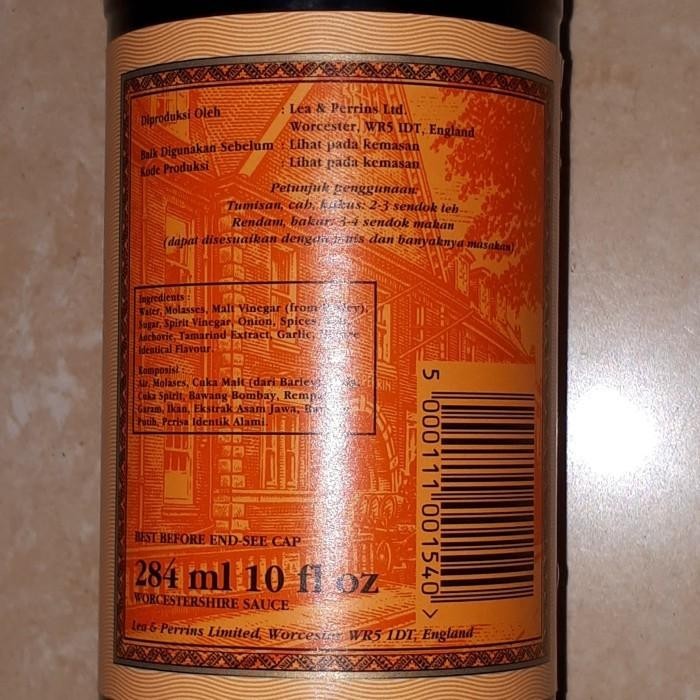 Diproduksi Oleh : Lea & Perrins Ltd.
Worcester, WR5 1DT, England
Baik Digunakan Sebelum : Lihat pada Kemasan
Kode Produksi : Lihat pada kemasan
Petunjuk penggunaan:
Tumisan, cah, kukus: 2-3 sendok teh
Rendam, bakar: 3-4 sendok makan
(dapat disesuaikan dengan jenis dan banyaknya masakan)
Ingredients :
Water, Molasses, Malt Vinegar (from Barley),
Sugar, Spirit Vinegar, Onion, Spices,
Anchovie, Tamarind Extract, Garlic,
Identical Flavour.
Komposisi :
Air, Molases, Cuka Malt (dari Barley)
Cuka Spirit, Bawang Bombay,
Garam, Ikan, Ekstrak Asam Jawa,
Putih, Perisa Identik Alami.
5 000111 001540 >
BEST BEFORE END-SEE CAP
284 ml 10 fl oz
WORCESTERSHIRE SAUCE
Lea & Perrins Limited, Worcester WR5 1DT, England